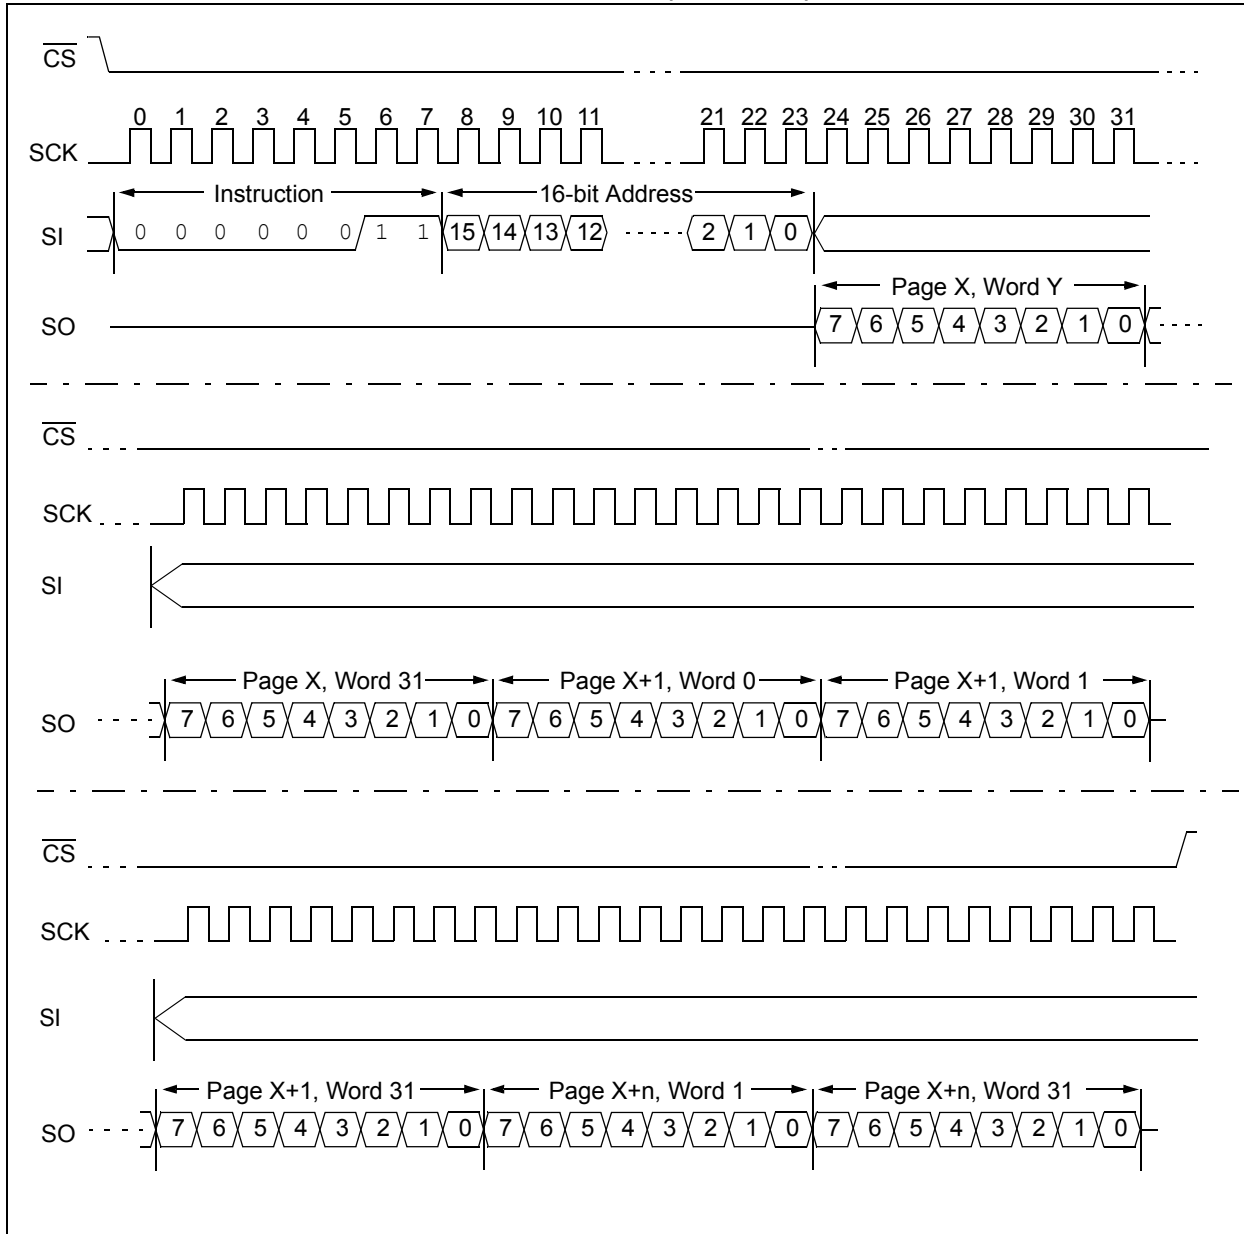 CS
0 1 2 3 4 5 6 7 8 9 10 11 21 22 23 24 25 26 27 28 29 30 31
SCK
Instruction 16-bit Address
SI 0 0 0 0 0 0 1 1 15 14 13 12 2 1 0
Page X, Word Y
SO 7 6 5 4 3 2 1 0
CS
SCK
SI
Page X, Word 31 Page X+1, Word 0 Page X+1, Word 1
SO 7 6 5 4 3 2 1 0 7 6 5 4 3 2 1 0 7 6 5 4 3 2 1 0
CS
SCK
SI
Page X+1, Word 31 Page X+n, Word 1 Page X+n, Word 31
SO 7 6 5 4 3 2 1 0 7 6 5 4 3 2 1 0 7 6 5 4 3 2 1 0